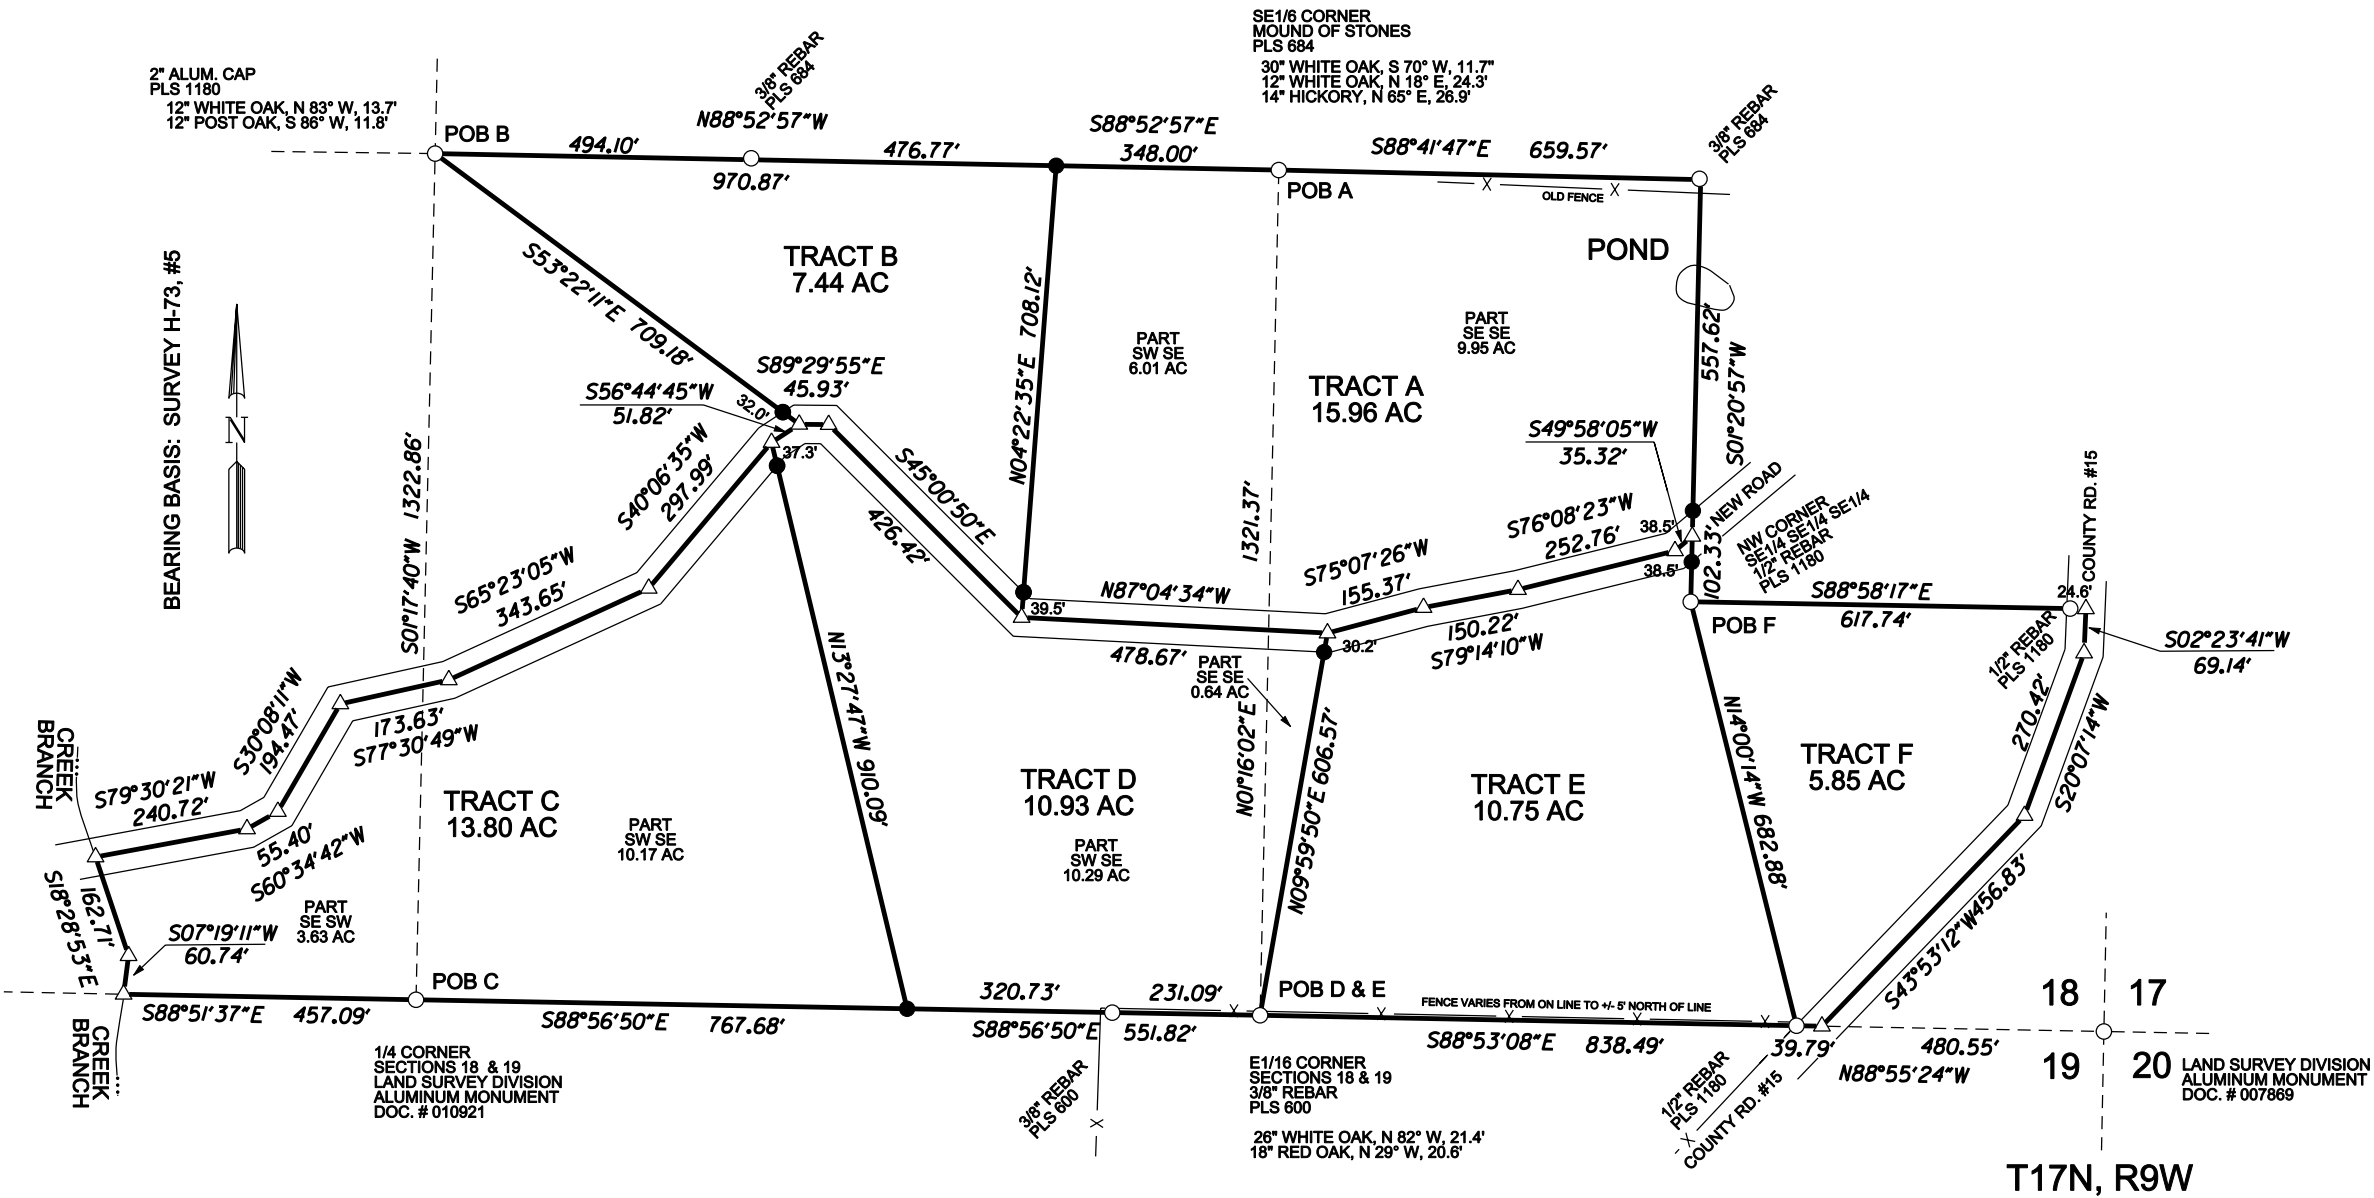 SE1/6 CORNER
MOUND OF STONES
PLS 684
30" WHITE OAK, S 70° W, 11.7"
12" WHITE OAK, N 18° E, 24.3'
14" HICKORY, N 65° E, 26.9'
2" ALUM. CAP
PLS 1180
12" WHITE OAK, N 83° W, 13.7'
12" POST OAK, S 86° W, 11.8'
POB B
3/8" REBAR
PLS 684
494.10'
N88°52'57"W
476.77'
970.87'
S88°52'57"E
348.00'
S88°41'47"E 659.57'
3/8" REBAR
PLS 684
POB A
OLD FENCE
X X
POND
BEARING BASIS: SURVEY H-73, #5
N
TRACT B
7.44 AC
S53°22'11"E 709.18'
N04°22'35"E 708.12'
PART
SW SE
6.01 AC
PART
SE SE
9.95 AC
TRACT A
15.96 AC
557.62'
S01°20'57"W
S89°29'55"E
45.93'
S56°44'45"W
51.82'
32.0'
37.3'
S40°06'35"W
297.99'
S45°00'50"E
426.42'
S01°17'40"W 1322.86'
1321.37'
N01°16'02"E
S49°58'05"W
35.32'
38.5'
38.5'
NEW ROAD
102.33'
NW CORNER
SE1/4 SE1/4 SE1/4
1/2" REBAR
PLS 1180
S76°08'23"W
252.76'
S75°07'26"W
155.37'
150.22'
S79°14'10"W
N87°04'34"W
39.5'
478.67'
30.2'
S65°23'05"W
343.65'
S88°58'17"E
617.74'
24.6'
COUNTY RD. #15
POB F
1/2" REBAR
PLS 1180
S02°23'41"W
69.14'
PART
SE SE
0.64 AC
S30°08'11"W
194.47'
173.63'
S77°30'49"W
N13°27'47"W 910.09'
N09°59'50"E 606.57'
N14°00'14"W 682.88'
270.42'
S20°07'14"W
CREEK
BRANCH
S79°30'21"W
240.72'
55.40'
S60°34'42"W
TRACT C
13.80 AC
PART
SW SE
10.17 AC
TRACT D
10.93 AC
PART
SW SE
10.29 AC
TRACT E
10.75 AC
TRACT F
5.85 AC
S43°53'12"W 456.83'
162.71'
S18°28'53"E
S07°19'11"W
60.74'
PART
SE SW
3.63 AC
POB C
320.73'
231.09'
POB D & E
FENCE VARIES FROM ON LINE TO +/- 5' NORTH OF LINE
X X X X X
S88°51'37"E 457.09'
S88°56'50"E 767.68'
S88°56'50"E 551.82'
S88°53'08"E 838.49'
39.79'
480.55'
N88°55'24"W
18 17
19 20
CREEK
BRANCH
1/4 CORNER
SECTIONS 18 & 19
LAND SURVEY DIVISION
ALUMINUM MONUMENT
DOC. # 010921
3/8" REBAR
PLS 600
X
E1/16 CORNER
SECTIONS 18 & 19
3/8" REBAR
PLS 600
26" WHITE OAK, N 82° W, 21.4'
18" RED OAK, N 29° W, 20.6'
1/2" REBAR
PLS 1180
X
COUNTY RD. #15
LAND SURVEY DIVISION
ALUMINUM MONUMENT
DOC. # 007869
T17N, R9W